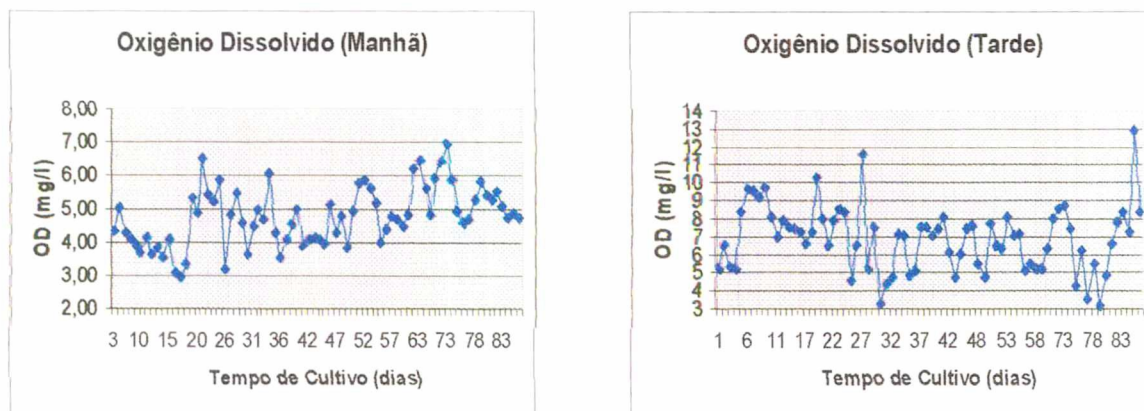 Oxigênio Dissolvido (Manhã)
OD (mg/l)
8,00
7,00
6,00
5,00
4,00
3,00
2,00
3 10 15 20 26 31 36 42 47 52 57 63 73 78 83
Tempo de Cultivo (dias)
Oxigênio Dissolvido (Tarde)
OD (mg/l)
14
13
12
11
10
9
8
7
6
5
4
3
1 6 11 17 22 27 32 38 43 48 53 58 63 73 78 83
Tempo de Cultivo (dias)